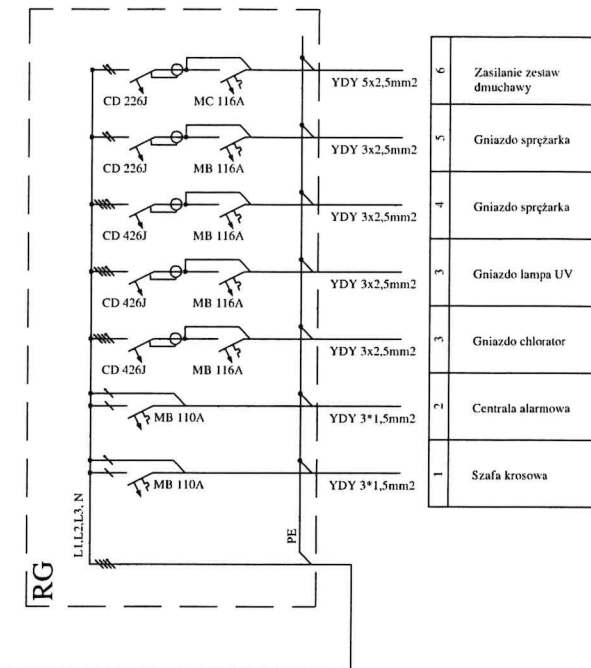 CD 226J MC 116A YDY 5x2,5mm2 6 Zasilanie zestaw
dmuchawy
CD 226J MB 116A YDY 3x2,5mm2 5 Gniazdo sprężarka
CD 426J MB 116A YDY 3x2,5mm2 4 Gniazdo sprężarka
CD 426J MB 116A YDY 3x2,5mm2 3 Gniazdo lampa UV
CD 426J MB 116A YDY 3x2,5mm2 3 Gniazdo chlorator
MB 110A YDY 3*1,5mm2 2 Centrala alarmowa
MB 110A YDY 3*1,5mm2 1 Szafa krosowa
L1,L2,L3, N
PE
RG